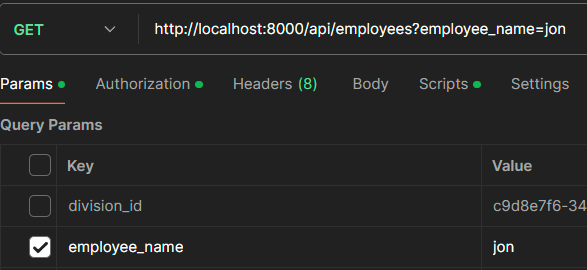 GET http://localhost:8000/api/employees?employee_name=jon
Params Authorization Headers (8) Body Scripts Settings
Query Params
Key Value
division_id c9d8e7f6-34
employee_name jon